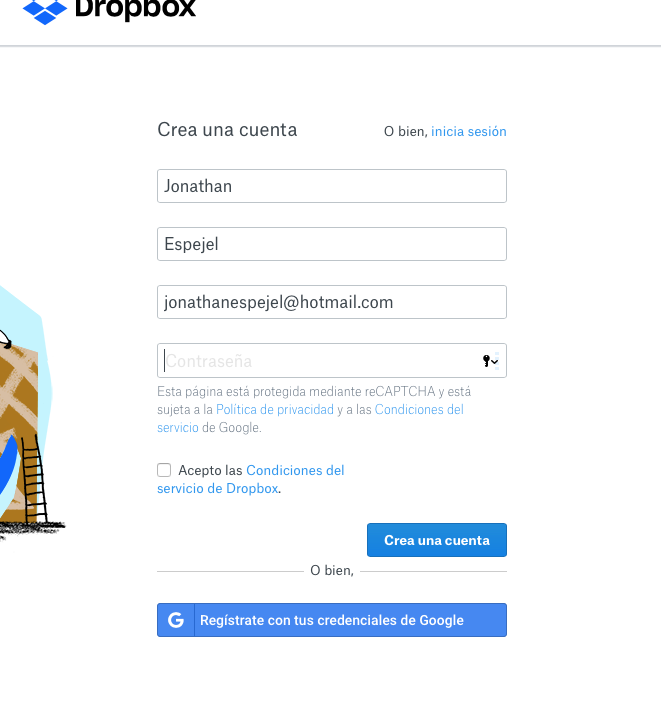 Dropbox
Crea una cuenta
O bien, inicia sesión
Jonathan
Espejel
jonathanespejel@hotmail.com
Contraseña
Esta página está protegida mediante reCAPTCHA y está
sujeta a la Política de privacidad y a las Condiciones del
servicio de Google.
Acepto las Condiciones del
servicio de Dropbox.
Crea una cuenta
O bien,
G
Regístrate con tus credenciales de Google